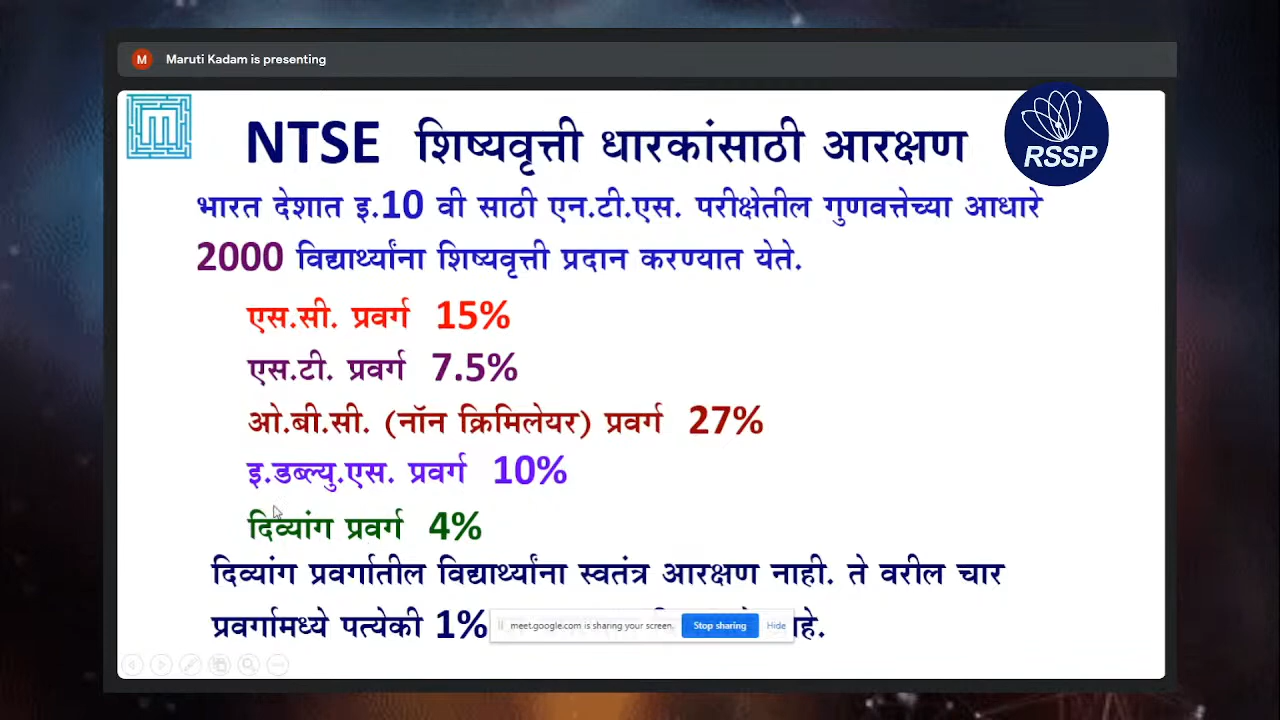 M Maruti Kadam is presenting
NTSE शिष्यवृत्ती धारकांसाठी आरक्षण
RSSP
भारत देशात इ.10 वी साठी एन.टी.एस. परीक्षेतील गुणवत्तेच्या आधारे
2000 विद्यार्थ्यांना शिष्यवृत्ती प्रदान करण्यात येते.
एस.सी. प्रवर्ग 15%
एस.टी. प्रवर्ग 7.5%
ओ.बी.सी. (नॉन क्रिमिलेयर) प्रवर्ग 27%
इ.डब्ल्यु.एस. प्रवर्ग 10%
दिव्यांग प्रवर्ग 4%
दिव्यांग प्रवर्गातील विद्यार्थ्यांना स्वतंत्र आरक्षण नाही. ते वरील चार
प्रवर्गामध्ये पत्येकी 1%
meet.google.com is sharing your screen. Stop sharing Hide